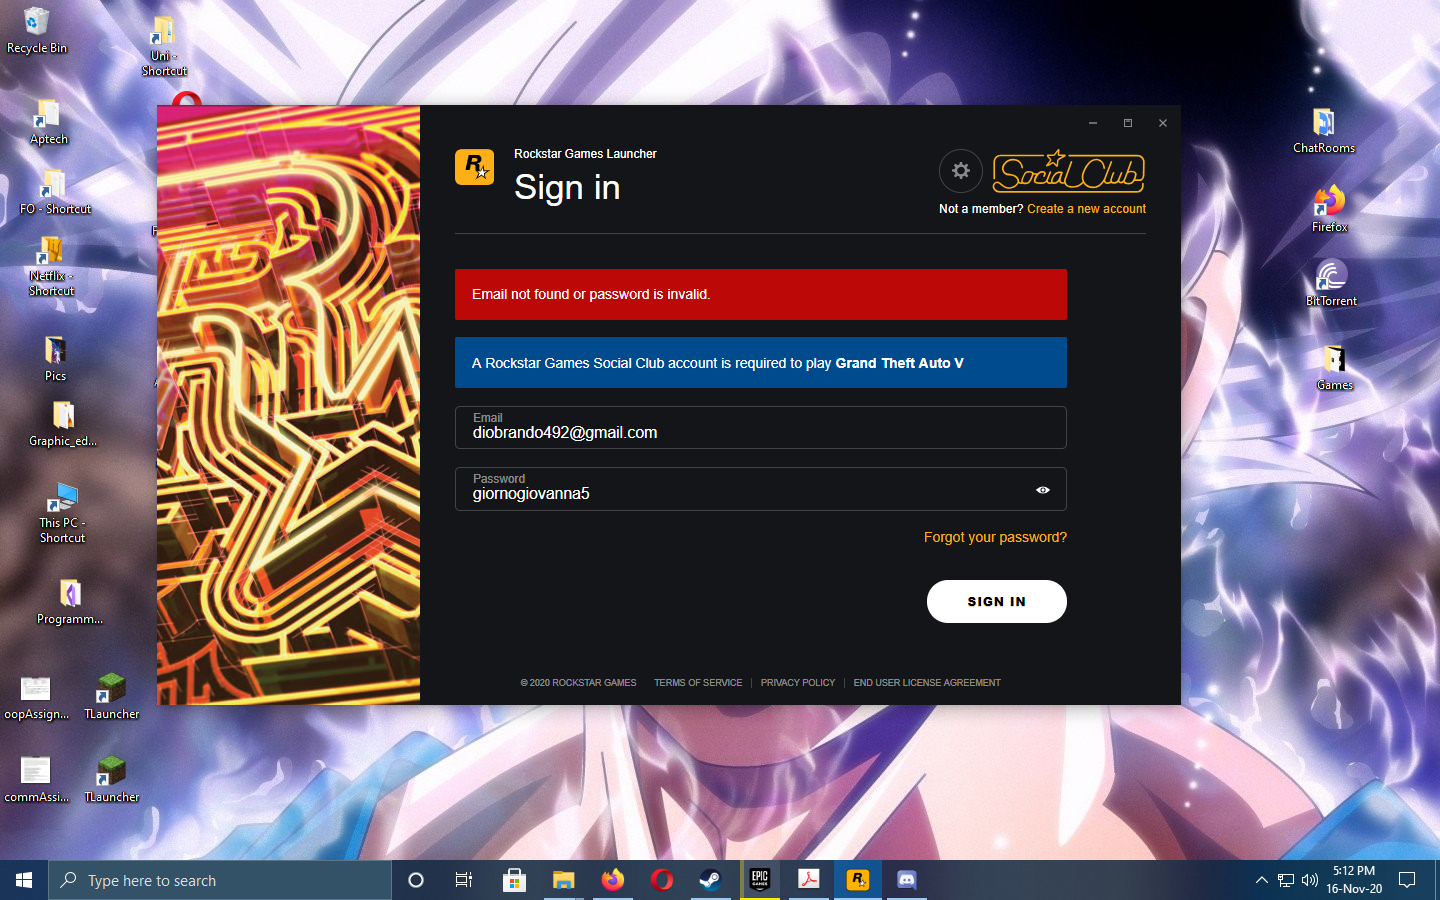 Recycle Bin
Uni -
Shortcut
Aptech
FO - Shortcut
Netflix -
Shortcut
Pics
Graphic_ed...
This PC -
Shortcut
Programm...
oopAssign...
TLauncher
commAssi...
TLauncher
Rockstar Games Launcher
Sign in
Social Club
Not a member? Create a new account
Email not found or password is invalid.
A Rockstar Games Social Club account is required to play Grand Theft Auto V
Email
diobrando492@gmail.com
Password
giornogiovanna5
Forgot your password?
SIGN IN
© 2020 ROCKSTAR GAMES TERMS OF SERVICE | PRIVACY POLICY | END USER LICENSE AGREEMENT
ChatRooms
Firefox
BitTorrent
Games
Type here to search
EPIC
GAMES
5:12 PM
16-Nov-20